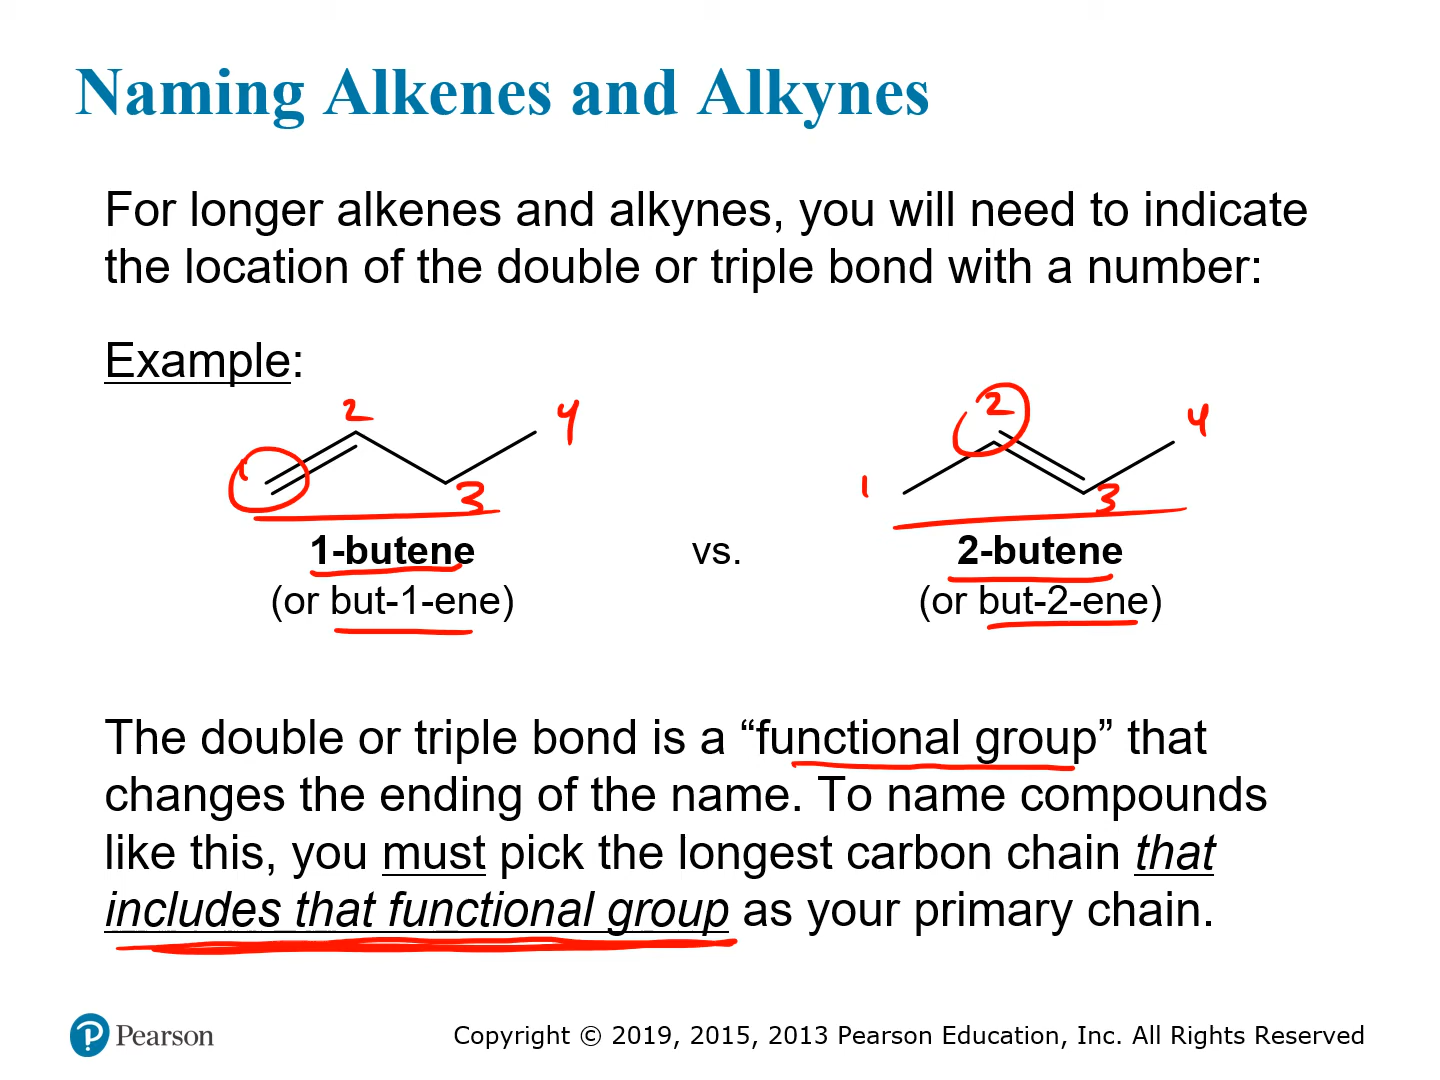 Naming Alkenes and Alkynes
For longer alkenes and alkynes, you will need to indicate
the location of the double or triple bond with a number:
Example:
1 2 3 4
1 2 3 4
1-butene vs. 2-butene
(or but-1-ene) (or but-2-ene)
The double or triple bond is a “functional group” that
changes the ending of the name. To name compounds
like this, you must pick the longest carbon chain that
includes that functional group as your primary chain.
Pearson Copyright © 2019, 2015, 2013 Pearson Education, Inc. All Rights Reserved